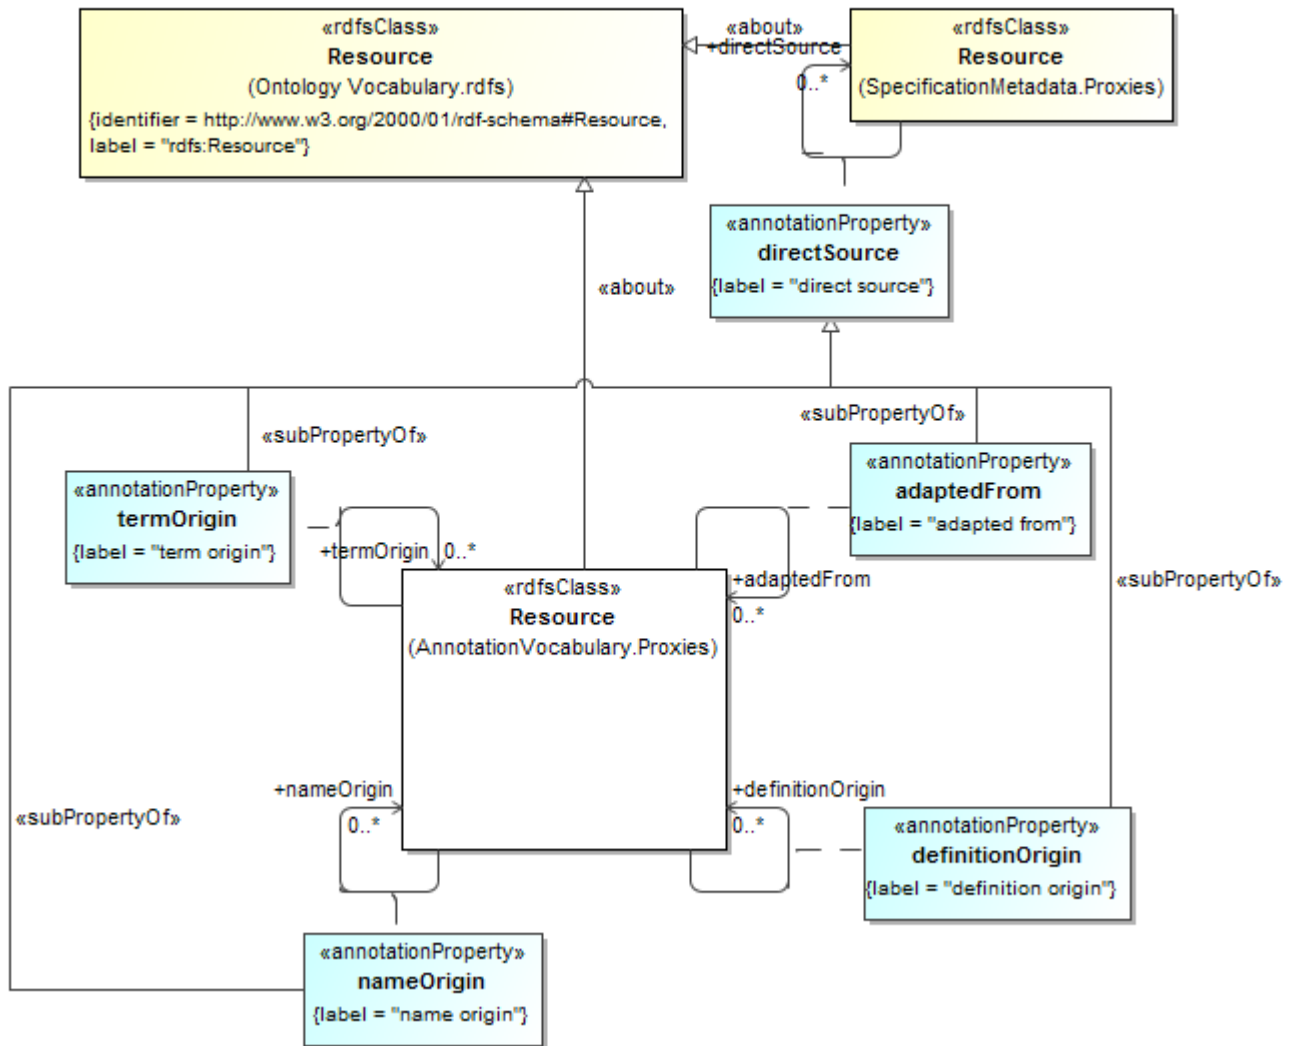 «rdfsClass»
Resource
(Ontology Vocabulary.rdfs)
{identifier = http://www.w3.org/2000/01/rdf-schema#Resource,
label = "rdfs:Resource"}
«about»
+directSource
0..*
«rdfsClass»
Resource
(SpecificationMetadata.Proxies)
«annotationProperty»
directSource
{label = "direct source"}
«about»
«subPropertyOf»
«subPropertyOf»
«annotationProperty»
termOrigin
{label = "term origin"}
+termOrigin 0..*
«annotationProperty»
adaptedFrom
{label = "adapted from"}
+adaptedFrom
0..*
«subPropertyOf»
«rdfsClass»
Resource
(AnnotationVocabulary.Proxies)
+nameOrigin
0..*
«subPropertyOf»
+definitionOrigin
0..*
«annotationProperty»
definitionOrigin
{label = "definition origin"}
«annotationProperty»
nameOrigin
{label = "name origin"}